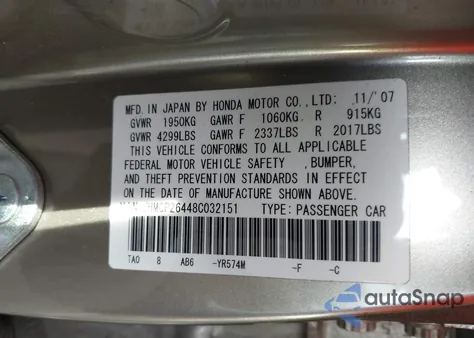 MFD. IN JAPAN BY HONDA MOTOR CO., LTD: 11/'07
GVWR 1950KG GAWR F 1060KG R 915KG
GVWR 4299LBS GAWR F 2337LBS R 2017LBS
THIS VEHICLE CONFORMS TO ALL APPLICABLE
FEDERAL MOTOR VEHICLE SAFETY , BUMPER,
AND THEFT PREVENTION STANDARDS IN EFFECT
ON THE DATE OF MANUFACTURE SHOWN ABOVE.
TYPE: PASSENGER CAR
TA0 8 AB6 -YR574M -F -C
autoSnap